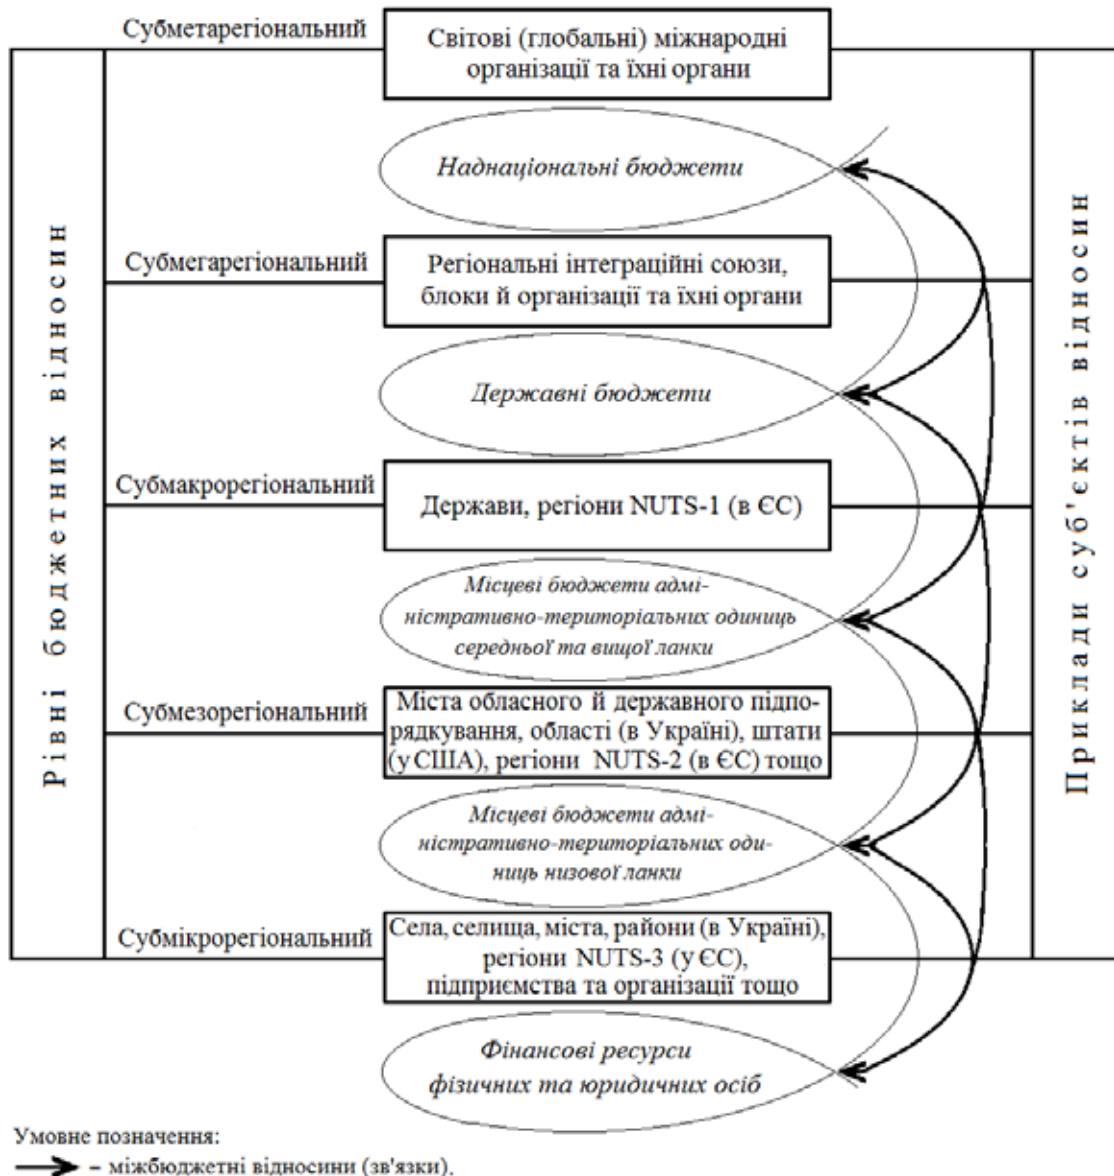 Субметарегіональний
Світові (глобальні) міжнародні
організації та їхні органи
Наднаціональні бюджети
Субмегарегіональний
Регіональні інтеграційні союзи,
блоки й організації та їхні органи
Державні бюджети
Субмакрорегіональний
Держави, регіони NUTS-1 (в ЄС)
Місцеві бюджети адмі-
ністративно-територіальних одиниць
середньої та вищої ланки
Субмезорегіональний
Міста обласного й державного підпо-
рядкування, області (в Україні), штати
(у США), регіони NUTS-2 (в ЄС) тощо
Місцеві бюджети адмі-
ністративно-територіальних оди-
ниць низової ланки
Субмікрорегіональний
Села, селища, міста, райони (в Україні),
регіони NUTS-3 (у ЄС),
підприємства та організації тощо
Фінансові ресурси
фізичних та юридичних осіб
Рівні бюджетних відносин
Приклади суб'єктів відносин
Умовне позначення:
– міжбюджетні відносини (зв'язки).